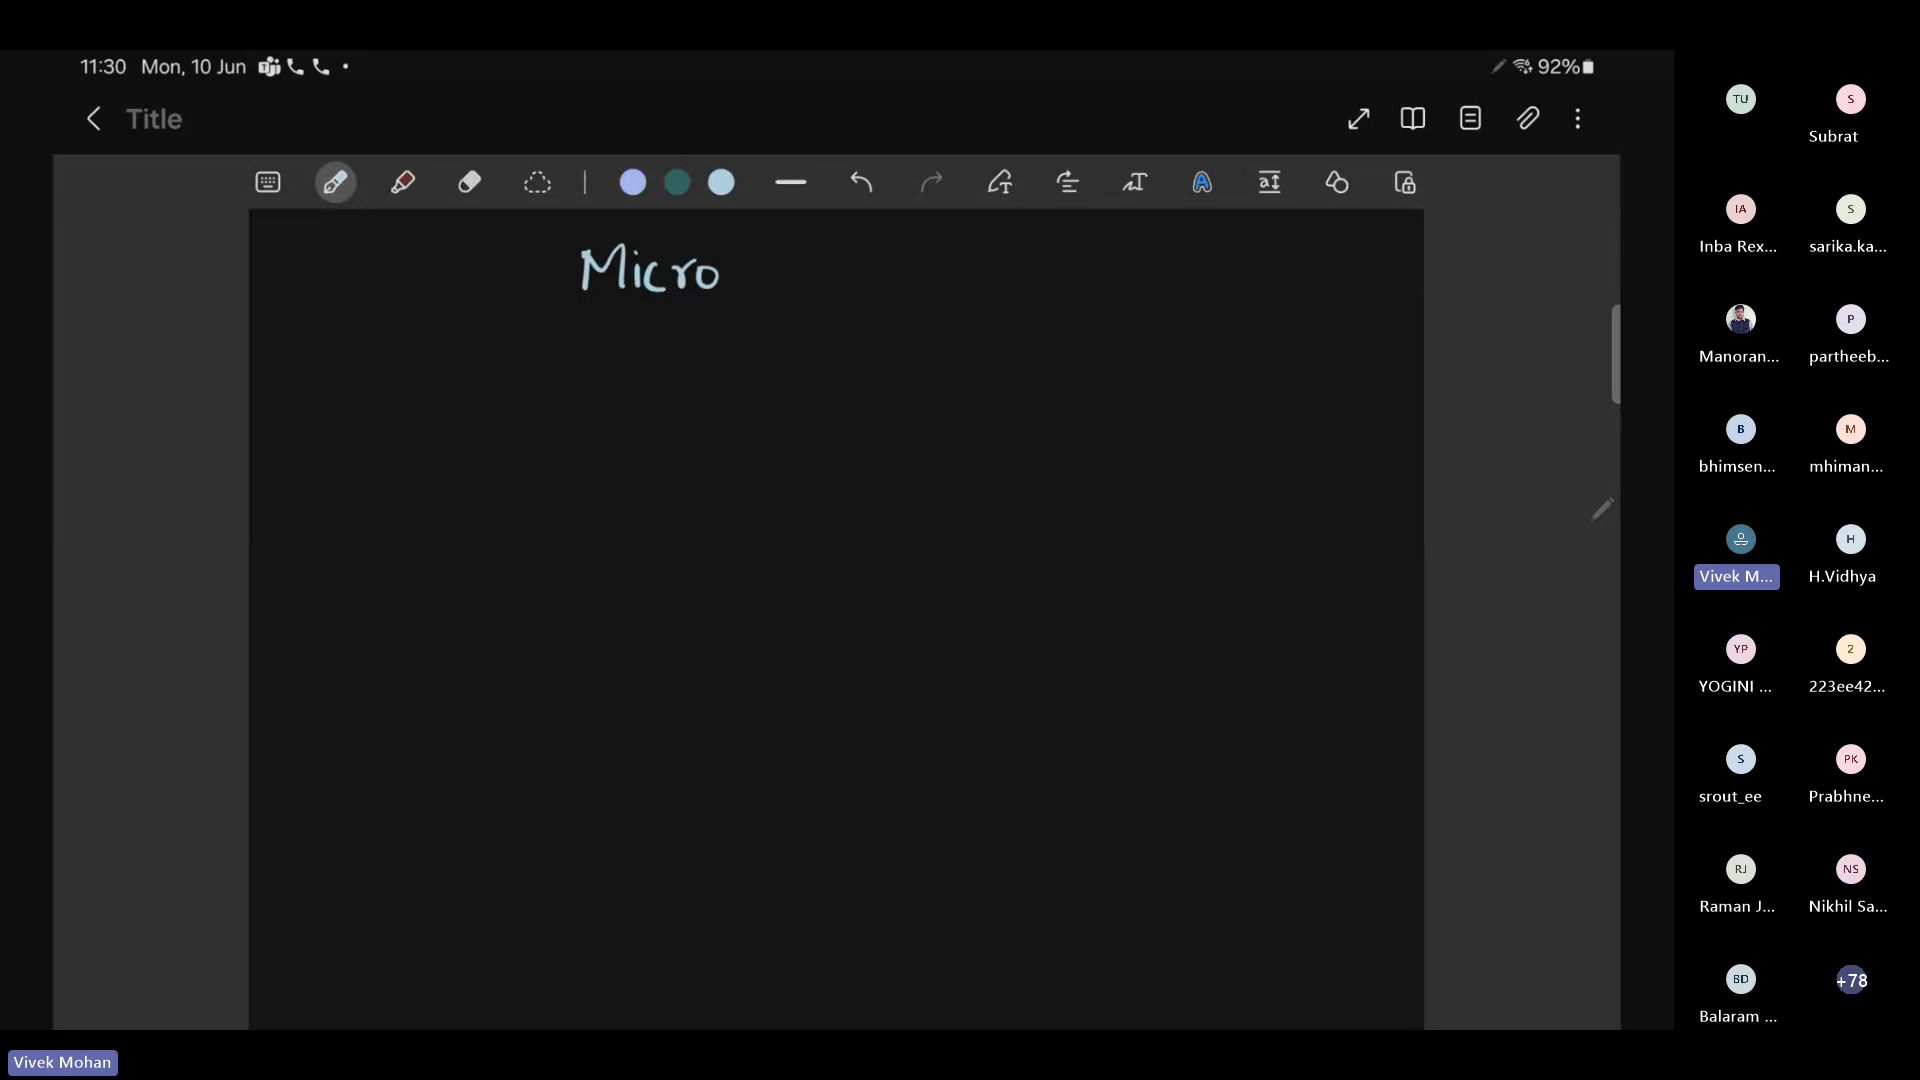 11:30 Mon, 10 Jun
92%
Title
Micro
TU
S
Subrat
IA
S
Inba Rex...
sarika.ka...
P
Manoran...
partheeb...
B
M
bhimsen...
mhiman...
H
Vivek M...
H.Vidhya
YP
2
YOGINI ...
223ee42...
S
PK
srout_ee
Prabhne...
RJ
NS
Raman J...
Nikhil Sa...
BD
+78
Balaram ...
Vivek Mohan